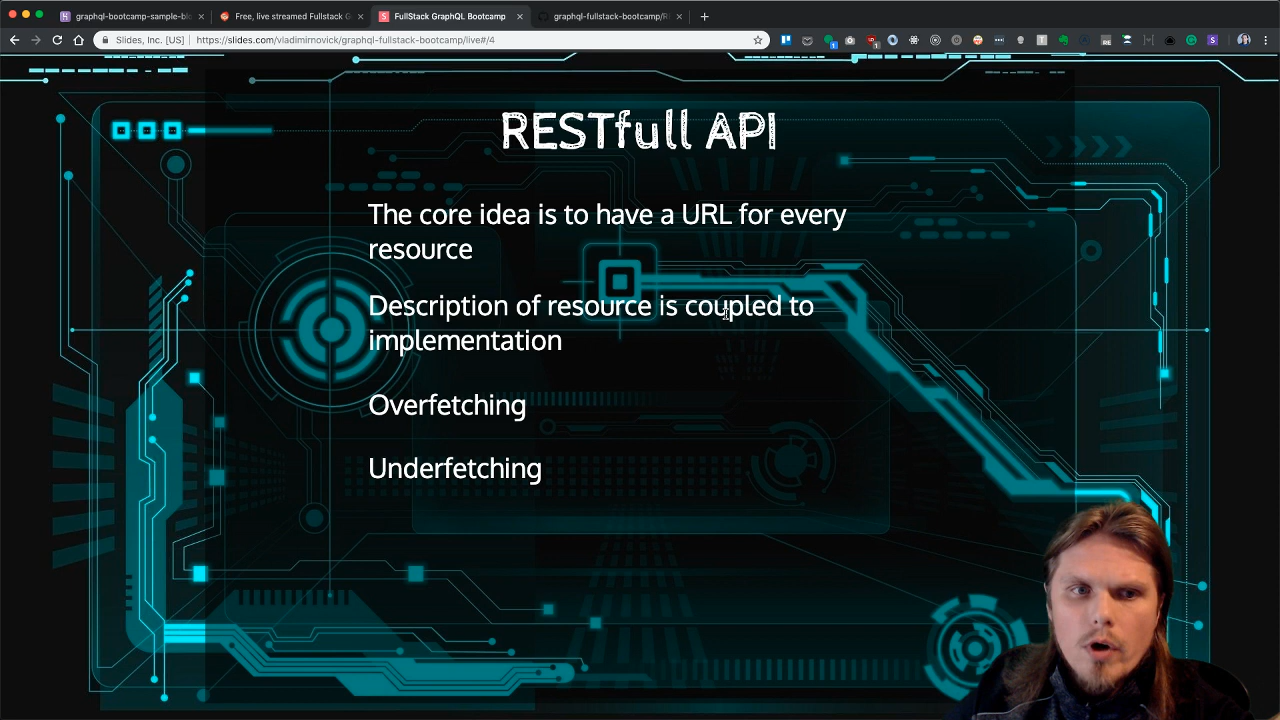 graphql-bootcamp-sample-blo
Free, live streamed Fullstack G
FullStack GraphQL Bootcamp
graphql-fullstack-bootcamp/R
Slides, Inc. [US]
https://slides.com/vladimirnovick/graphql-fullstack-bootcamp/live#/4
RESTfull API
The core idea is to have a URL for every
resource
Description of resource is coupled to
implementation
Overfetching
Underfetching